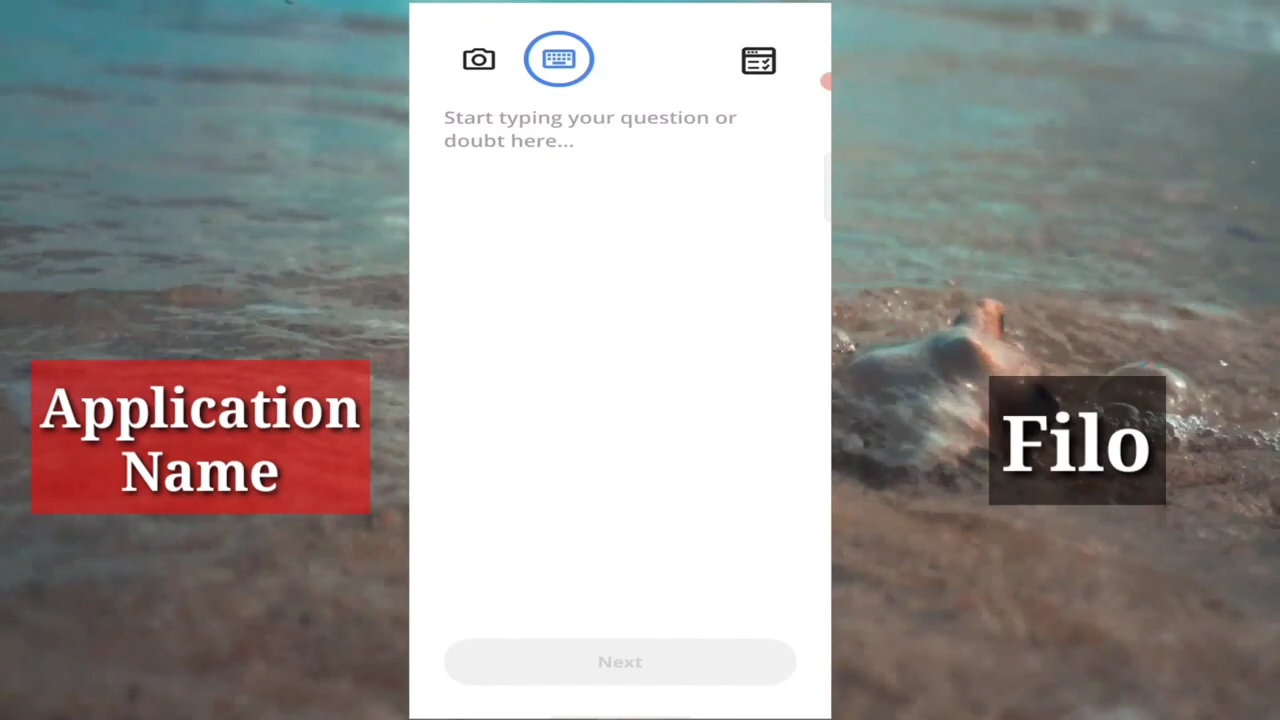 Start typing your question or
doubt here...
Application
Name
Filo
Next